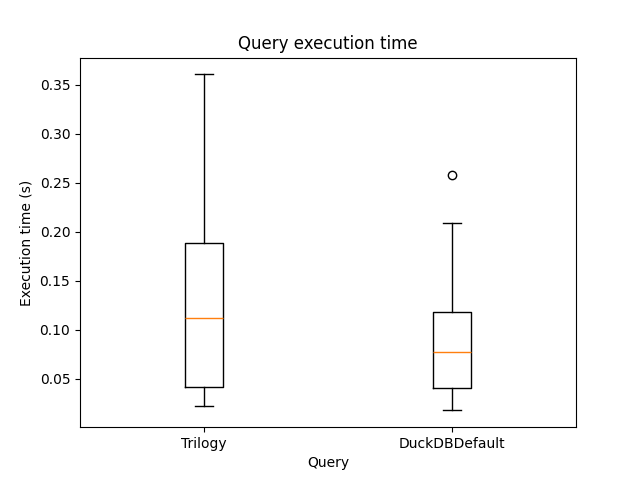 Query execution time
Execution time (s)
0.35
0.30
0.25
0.20
0.15
0.10
0.05
Trilogy
DuckDBDefault
Query